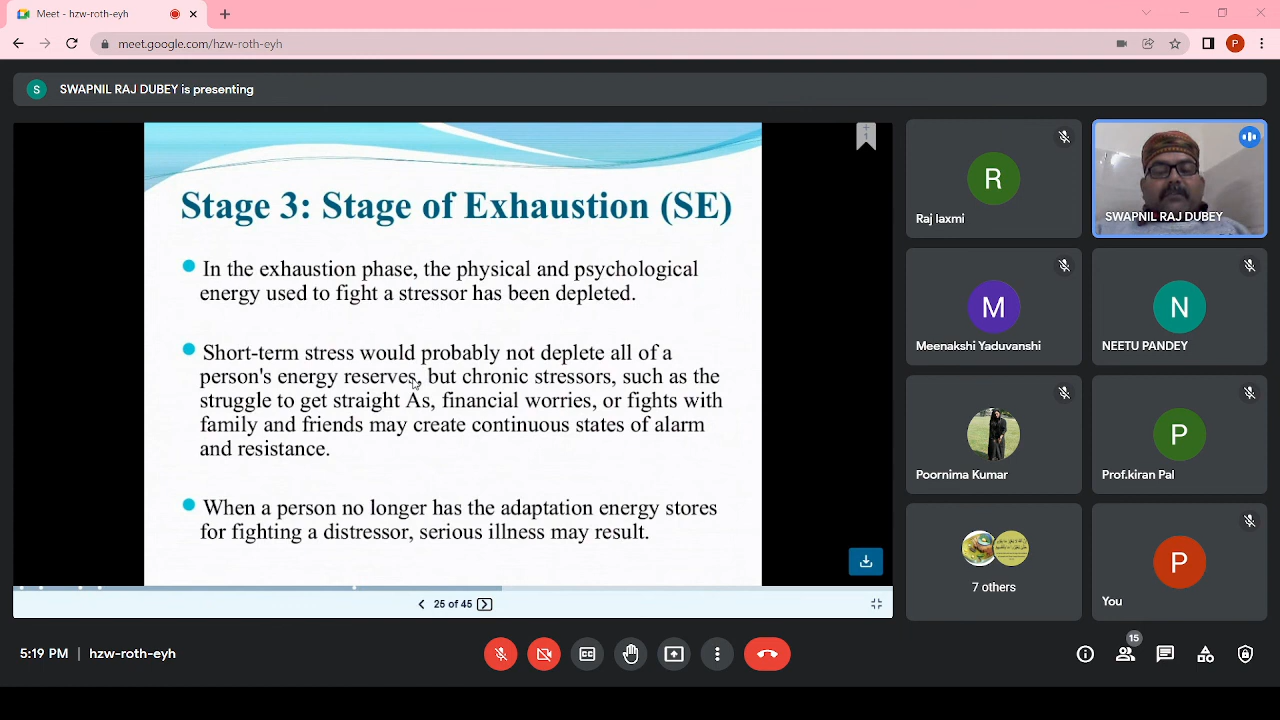 Meet - hzw-roth-eyh
meet.google.com/hzw-roth-eyh
P
S
SWAPNIL RAJ DUBEY is presenting
1
Stage 3: Stage of Exhaustion (SE)
In the exhaustion phase, the physical and psychological
energy used to fight a stressor has been depleted.
Short-term stress would probably not deplete all of a
person's energy reserves, but chronic stressors, such as the
struggle to get straight As, financial worries, or fights with
family and friends may create continuous states of alarm
and resistance.
When a person no longer has the adaptation energy stores
for fighting a distressor, serious illness may result.
25 of 45
R
Raj laxmi
SWAPNIL RAJ DUBEY
M
Meenakshi Yaduvanshi
N
NEETU PANDEY
Poornima Kumar
P
Prof.kiran Pal
7 others
P
You
5:19 PM | hzw-roth-eyh
15